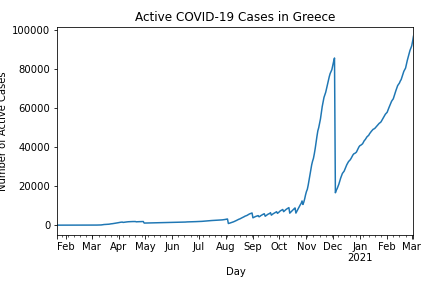 Active COVID-19 Cases in Greece
Number of Active Cases
100000
80000
60000
40000
20000
0
Feb Mar Apr May Jun Jul Aug Sep Oct Nov Dec Jan Feb Mar
2021
Day